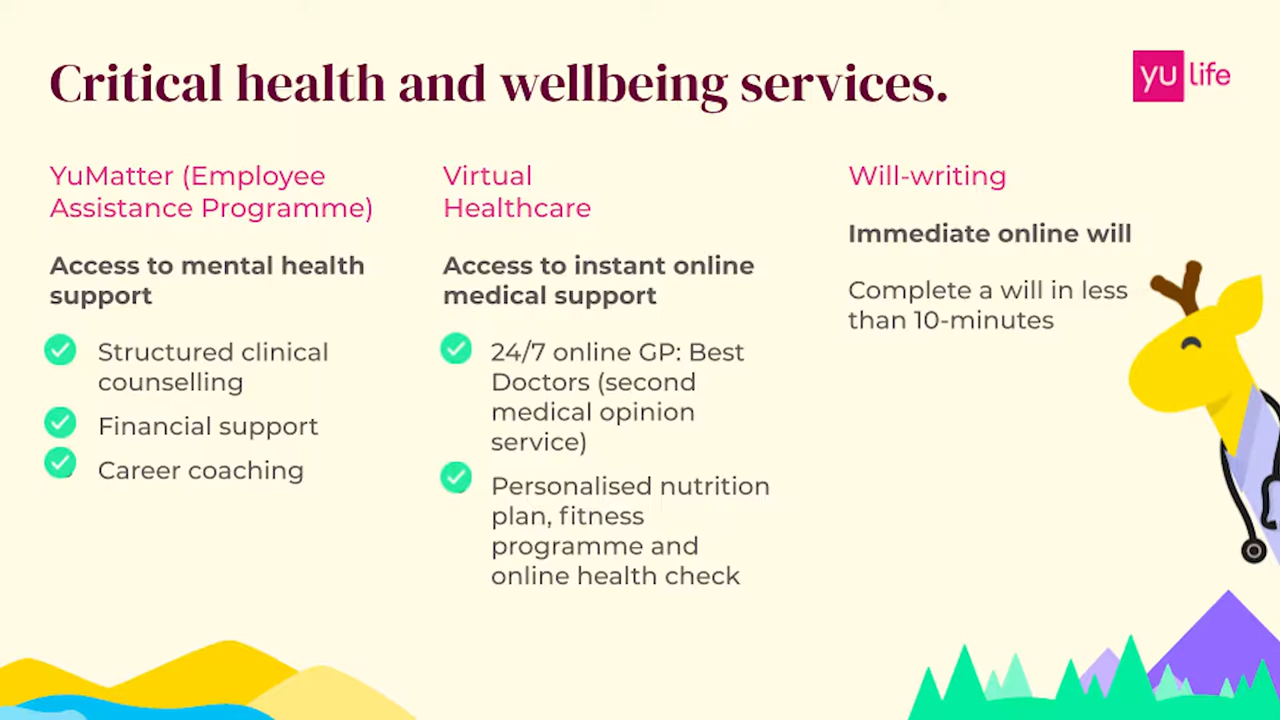 Critical health and wellbeing services.
yu life
YuMatter (Employee
Assistance Programme)
Access to mental health
support
Structured clinical
counselling
Financial support
Career coaching
Virtual
Healthcare
Access to instant online
medical support
24/7 online GP: Best
Doctors (second
medical opinion
service)
Personalised nutrition
plan, fitness
programme and
online health check
Will-writing
Immediate online will
Complete a will in less
than 10-minutes